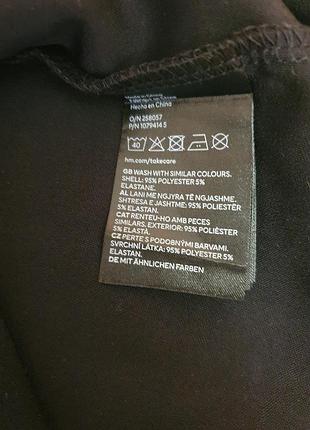 Hecho en China
O/N 258057
P/N 1079414 5
40
hm.com/takecare
GB WASH WITH SIMILAR COLOURS.
SHELL: 95% POLYESTER 5%
ELASTANE.
AL LANI ME NGJYRA TË NGJASHME.
SHTRESA E JASHTME: 95% POLIESTËR
5% ELASTAN.
CAT RENTEU-HO AMB PECES
SIMILARS. EXTERIOR: 95% POLIÈSTER
5% ELASTÀ.
CZ PERTE S PODOBNÝMI BARVAMI.
SVRCHNÍ LÁTKA: 95% POLYESTER 5%
ELASTAN.
DE MIT ÄHNLICHEN FARBEN